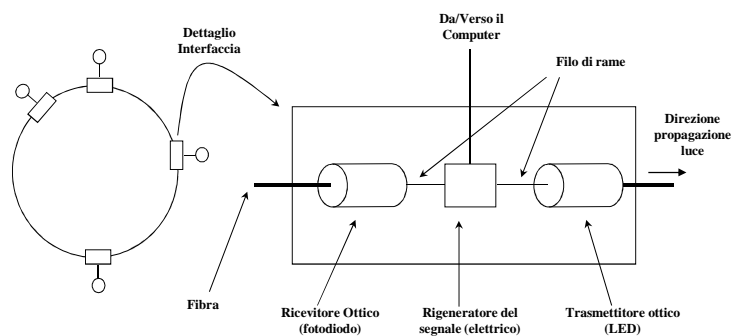 Dettaglio
Interfaccia
Da/Verso il
Computer
Filo di rame
Direzione
propagazione
luce
Fibra
Ricevitore Ottico
(fotodiodo)
Rigeneratore del
segnale (elettrico)
Trasmettitore ottico
(LED)